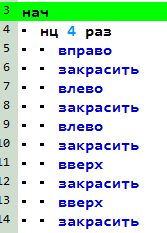 3 нач
4 · нц 4 раз
5 · · вправо
6 · · закрасить
7 · · влево
8 · · закрасить
9 · · влево
10 · · закрасить
11 · · вверх
12 · · закрасить
13 · · вверх
14 · · закрасить